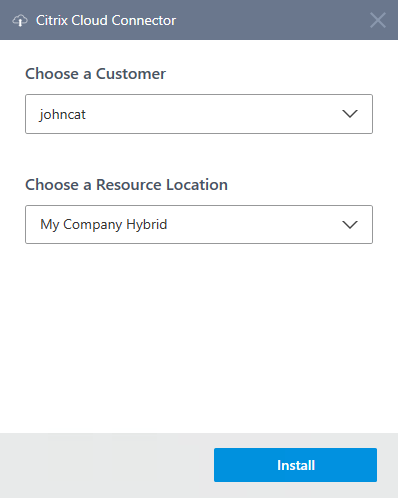 Citrix Cloud Connector
Choose a Customer
johncat
Choose a Resource Location
My Company Hybrid
Install